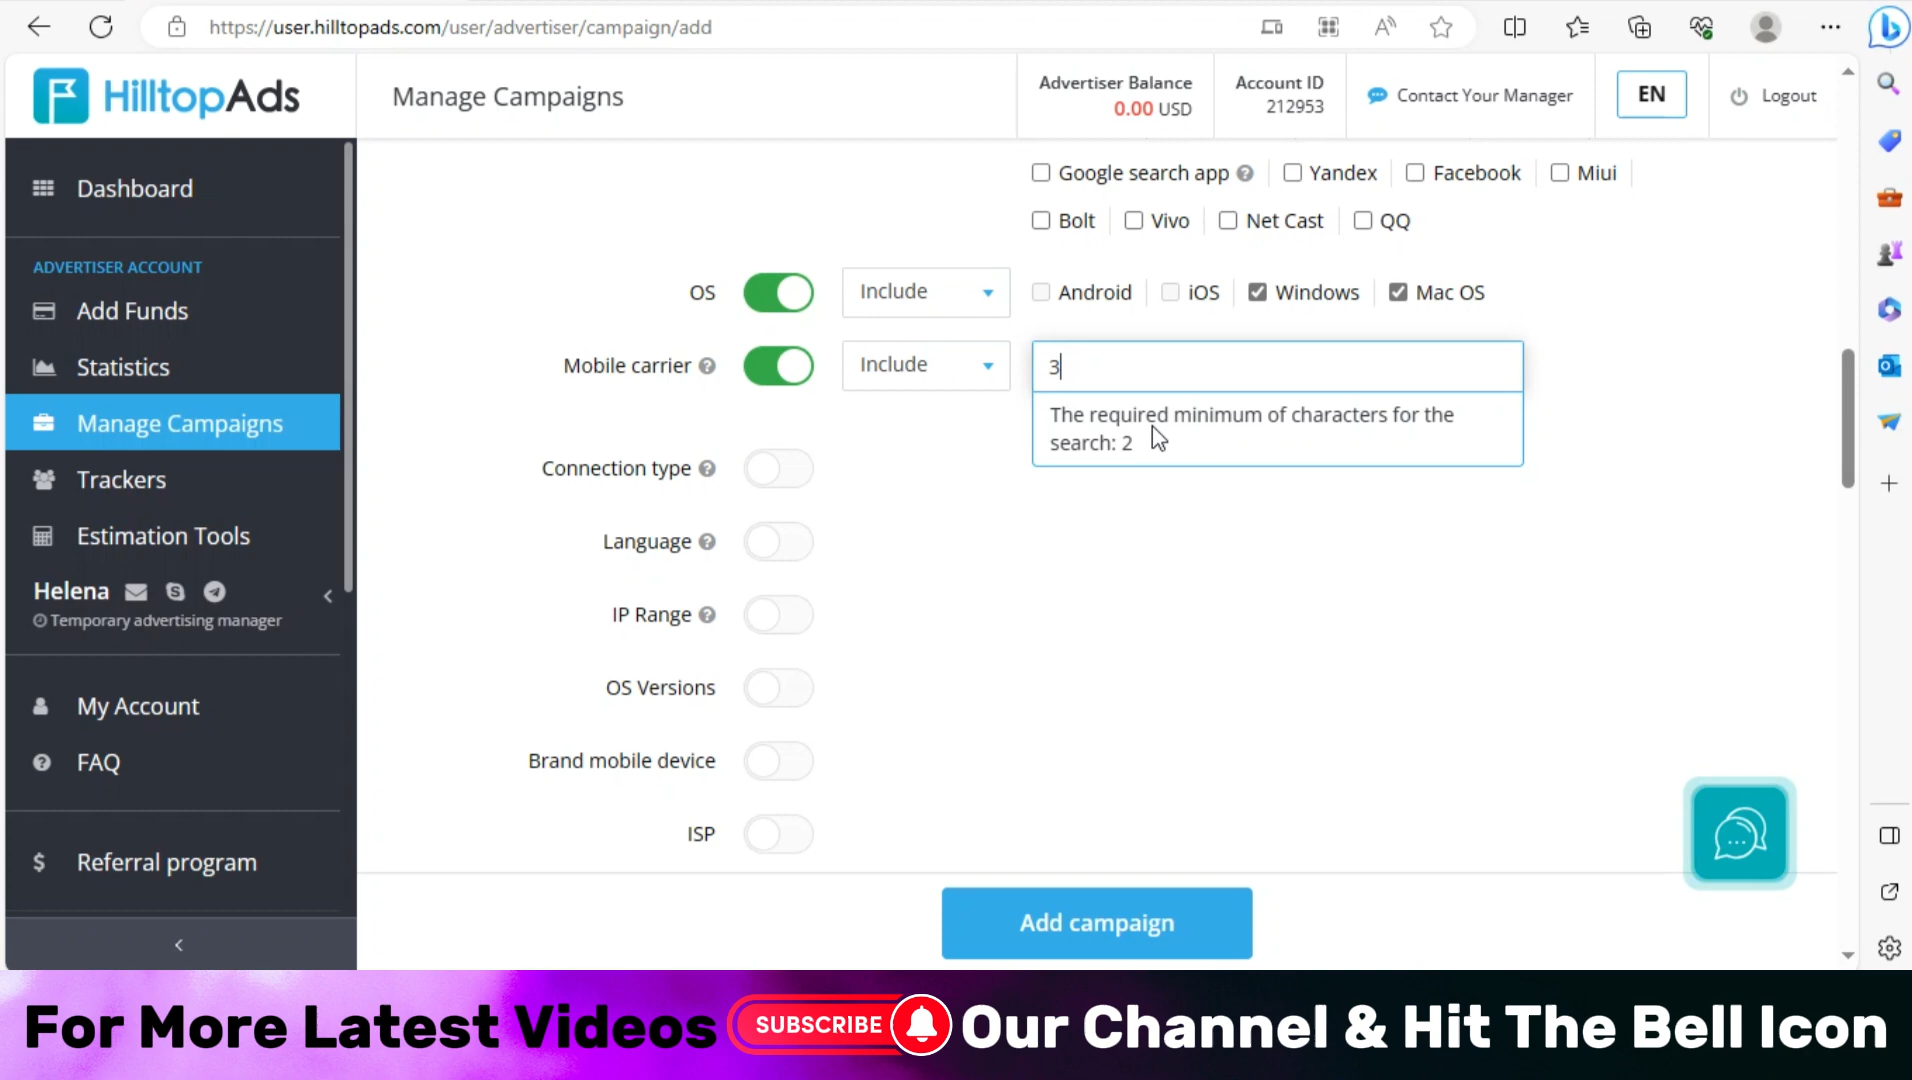 https://user.hilltopads.com/user/advertiser/campaign/add
HilltopAds
Manage Campaigns
Advertiser Balance
0.00 USD
Account ID
212953
Contact Your Manager
EN
Logout
Dashboard
ADVERTISER ACCOUNT
Add Funds
Statistics
Manage Campaigns
Trackers
Estimation Tools
Helena
Temporary advertising manager
My Account
FAQ
Referral program
Google search app
Yandex
Facebook
Miui
Bolt
Vivo
Net Cast
QQ
OS
Include
Android
iOS
Windows
Mac OS
Mobile carrier
Include
3
The required minimum of characters for the
search: 2
Connection type
Language
IP Range
OS Versions
Brand mobile device
ISP
Add campaign
For More Latest Videos SUBSCRIBE Our Channel & Hit The Bell Icon